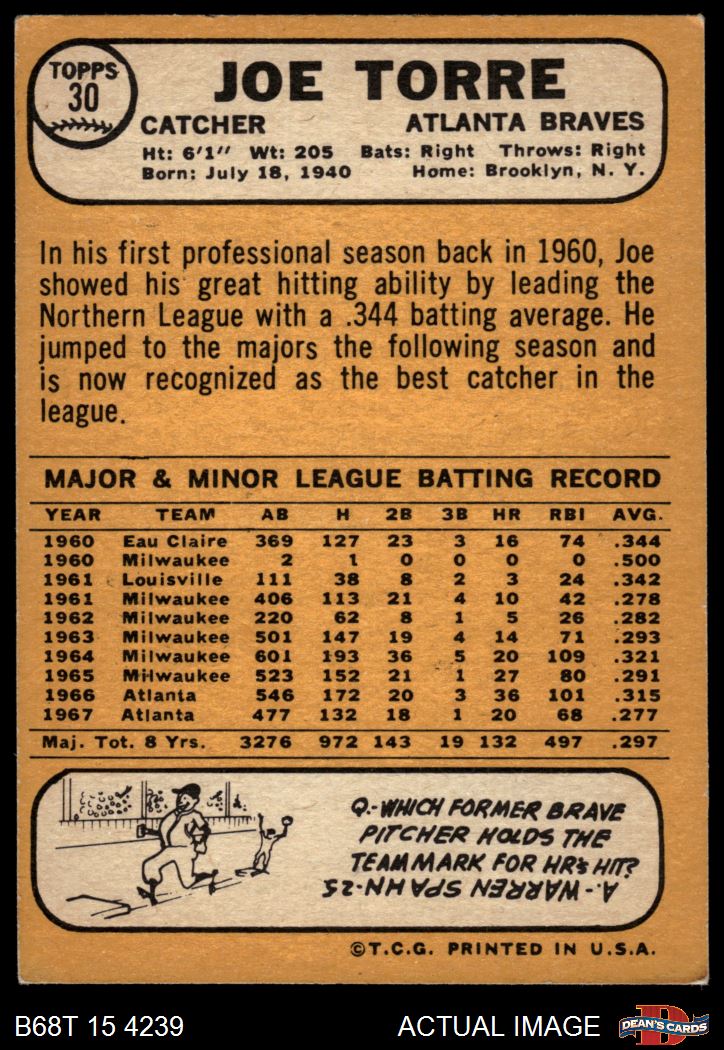 TOPPS
30
JOE TORRE
CATCHER ATLANTA BRAVES
Ht: 6'1" Wt: 205 Bats: Right Throws: Right
Born: July 18, 1940 Home: Brooklyn, N. Y.
In his first professional season back in 1960, Joe
showed his great hitting ability by leading the
Northern League with a .344 batting average. He
jumped to the majors the following season and
is now recognized as the best catcher in the
league.
MAJOR & MINOR LEAGUE BATTING RECORD
YEAR TEAM AB H 2B 3B HR RBI AVG.
1960 Eau Claire 369 127 23 3 16 74 .344
1960 Milwaukee 2 1 0 0 0 0 .500
1961 Louisville 111 38 8 2 3 24 .342
1961 Milwaukee 406 113 21 4 10 42 .278
1962 Milwaukee 220 62 8 1 5 26 .282
1963 Milwaukee 501 147 19 4 14 71 .293
1964 Milwaukee 601 193 36 5 20 109 .321
1965 Milwaukee 523 152 21 1 27 80 .291
1966 Atlanta 546 172 20 3 36 101 .315
1967 Atlanta 477 132 18 1 20 68 .277
Maj. Tot. 8 Yrs. 3276 972 143 19 132 497 .297
Q.-WHICH FORMER BRAVE
PITCHER HOLDS THE
TEAM MARK FOR HR's HIT?
A.-WARREN SPAHN-25
©T.C.G. PRINTED IN U.S.A.
B68T 15 4239 ACTUAL IMAGE D DEAN'S CARDS